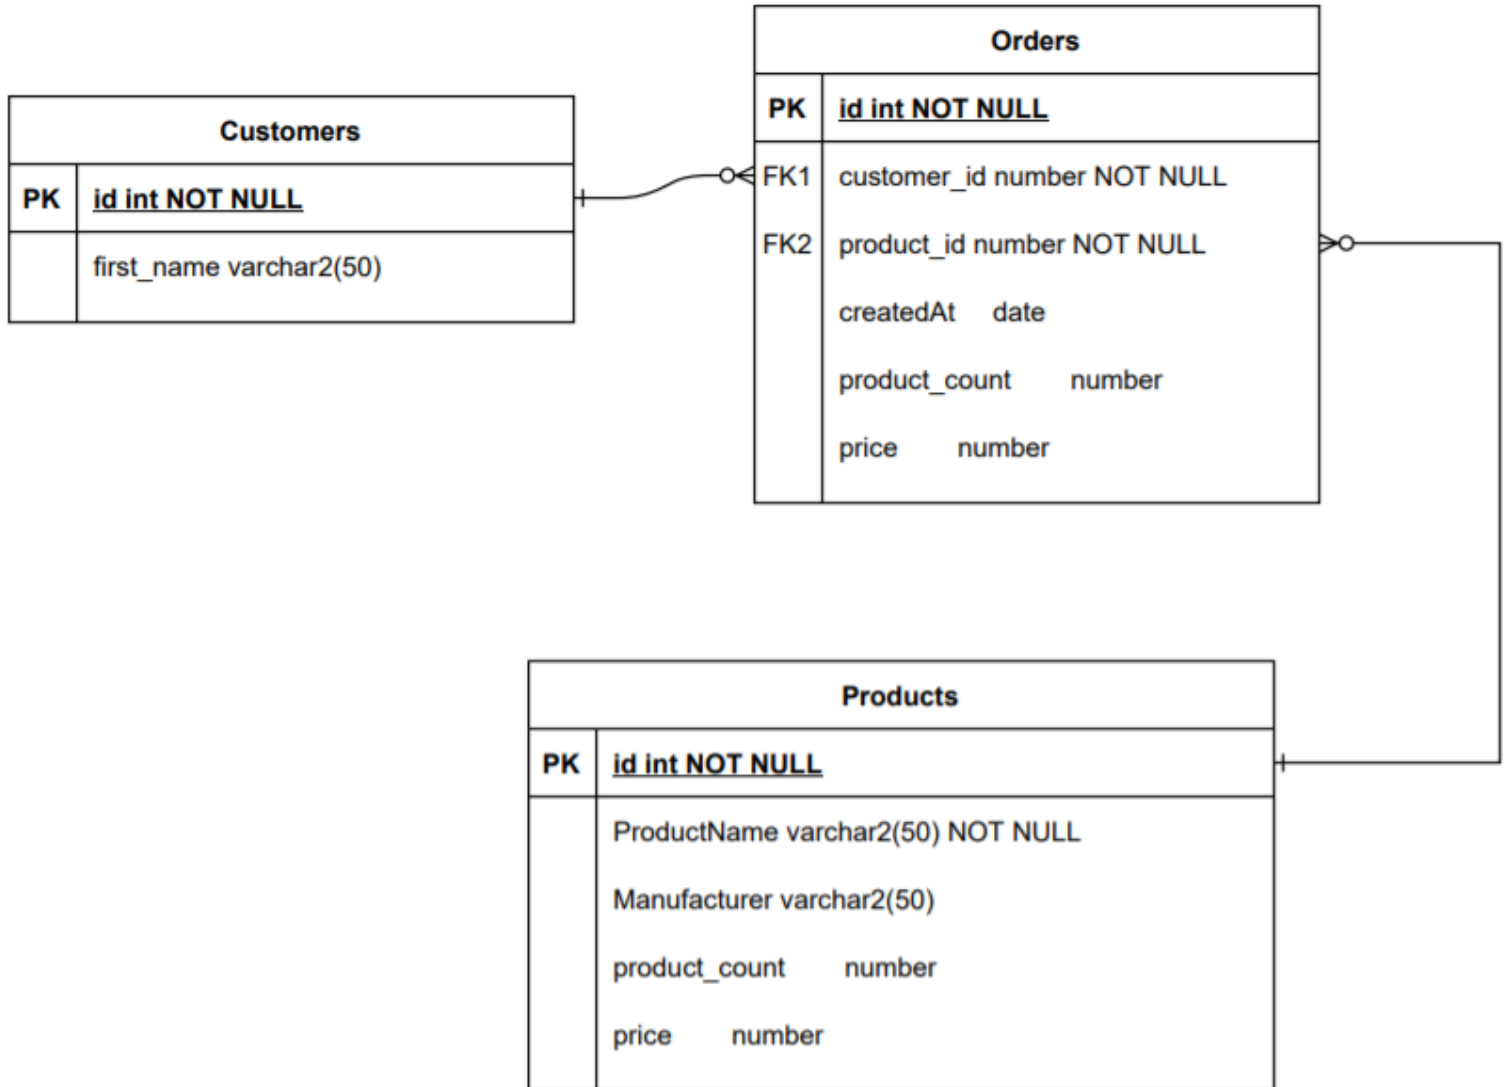 Customers
PK id int NOT NULL
first_name varchar2(50)
Orders
PK id int NOT NULL
FK1 customer_id number NOT NULL
FK2 product_id number NOT NULL
createdAt date
product_count number
price number
Products
PK id int NOT NULL
ProductName varchar2(50) NOT NULL
Manufacturer varchar2(50)
product_count number
price number